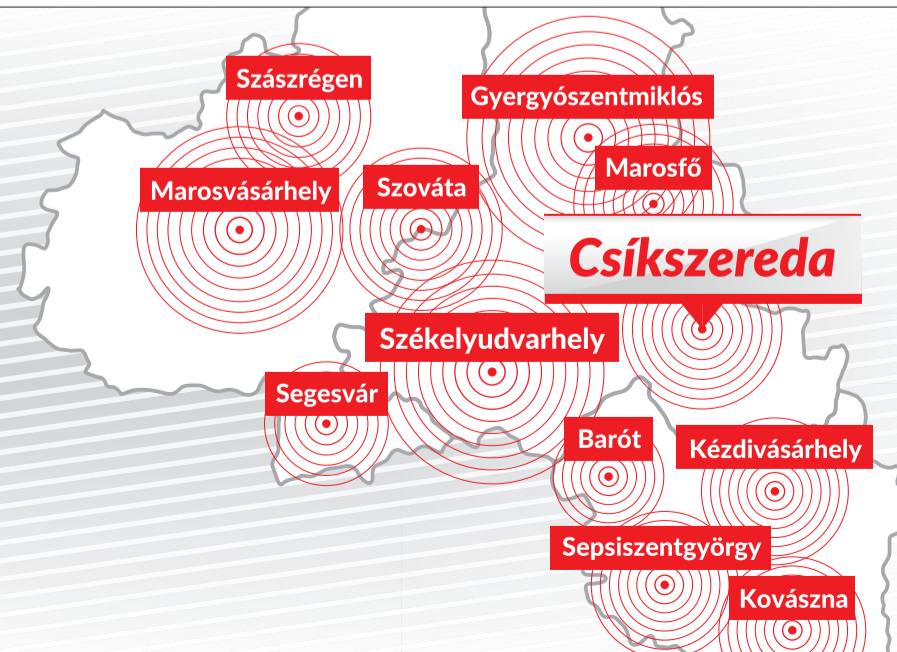 Szászrégen
Gyergyószentmiklós
Marosfő
Marosvásárhely
Szováta
Csíkszereda
Székelyudvarhely
Segesvár
Barót
Kézdivásárhely
Sepsiszentgyörgy
Kovászna